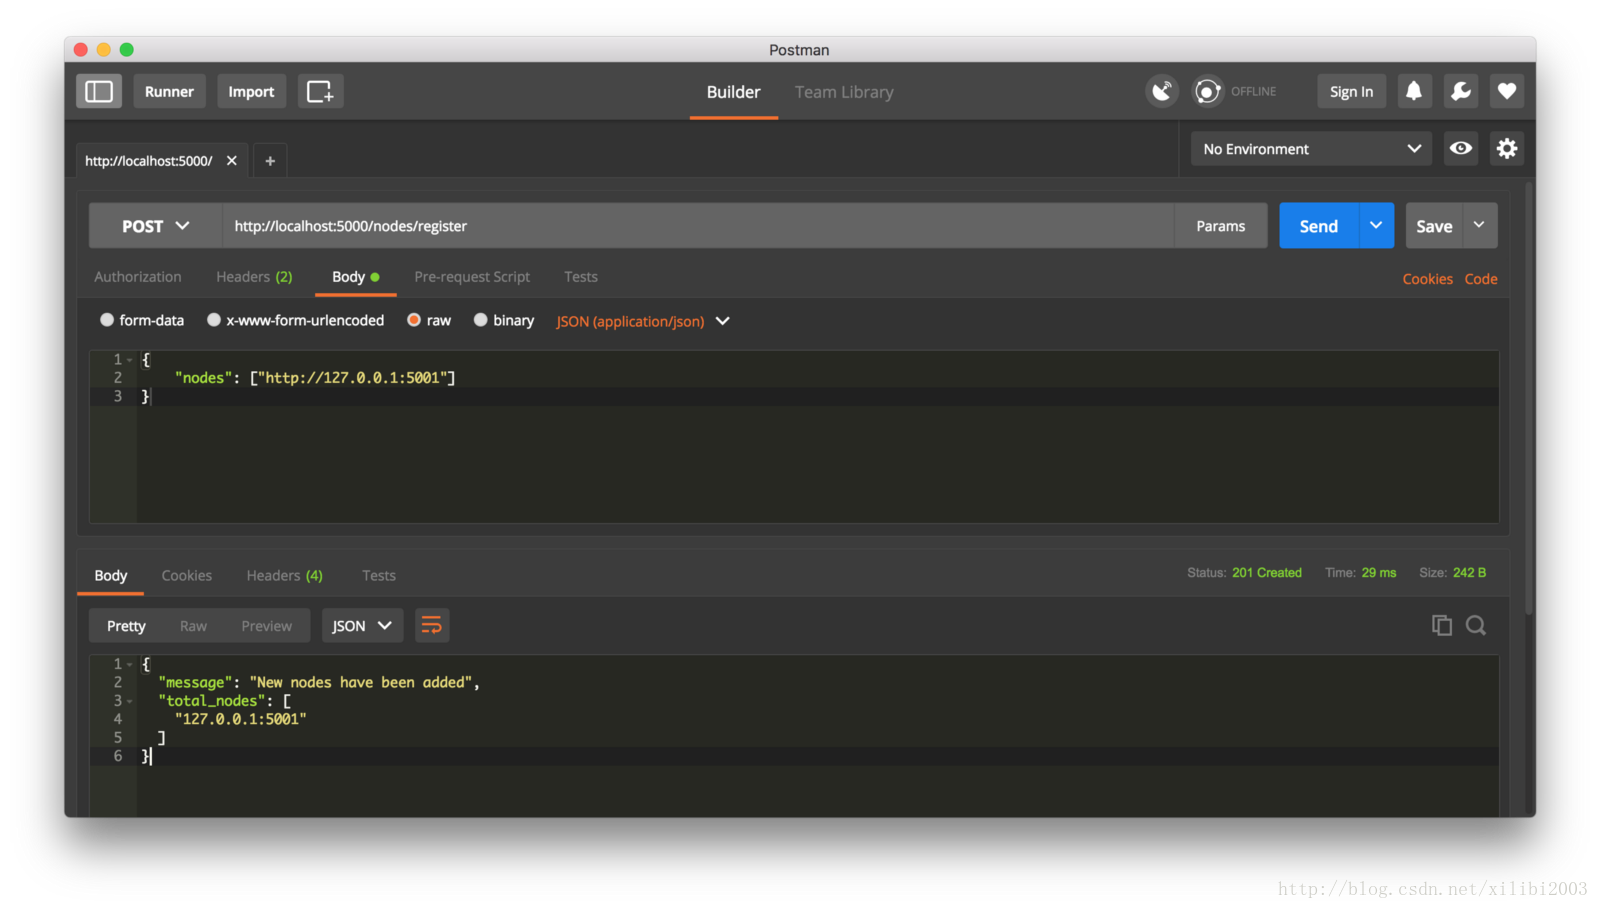 Postman
Runner Import Builder Team Library OFFLINE Sign In
http://localhost:5000/ No Environment
POST http://localhost:5000/nodes/register Params Send Save
Authorization Headers (2) Body Pre-request Script Tests Cookies Code
form-data x-www-form-urlencoded raw binary JSON (application/json)
1 {
2 "nodes": ["http://127.0.0.1:5001"]
3 }
Body Cookies Headers (4) Tests Status: 201 Created Time: 29 ms Size: 242 B
Pretty Raw Preview JSON
1 {
2 "message": "New nodes have been added",
3 "total_nodes": [
4 "127.0.0.1:5001"
5 ]
6 }
http://blog.csdn.net/xilibi2003